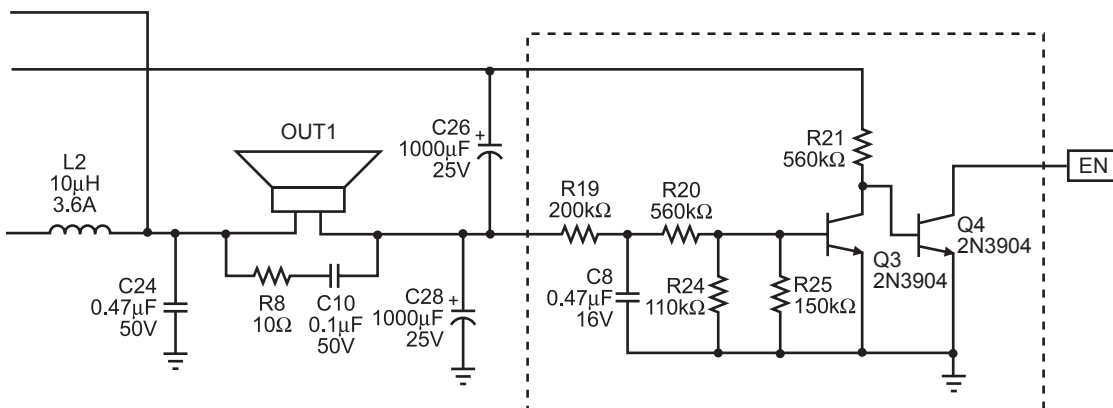 OUT1
L2
10µH
3.6A
C24
0.47µF
50V
R8
10Ω
C10
0.1µF
50V
C26
+
1000µF
25V
C28
+
1000µF
25V
R19
200kΩ
R20
560kΩ
C8
0.47µF
16V
R24
110kΩ
R25
150kΩ
R21
560kΩ
Q3
2N3904
Q4
2N3904
EN